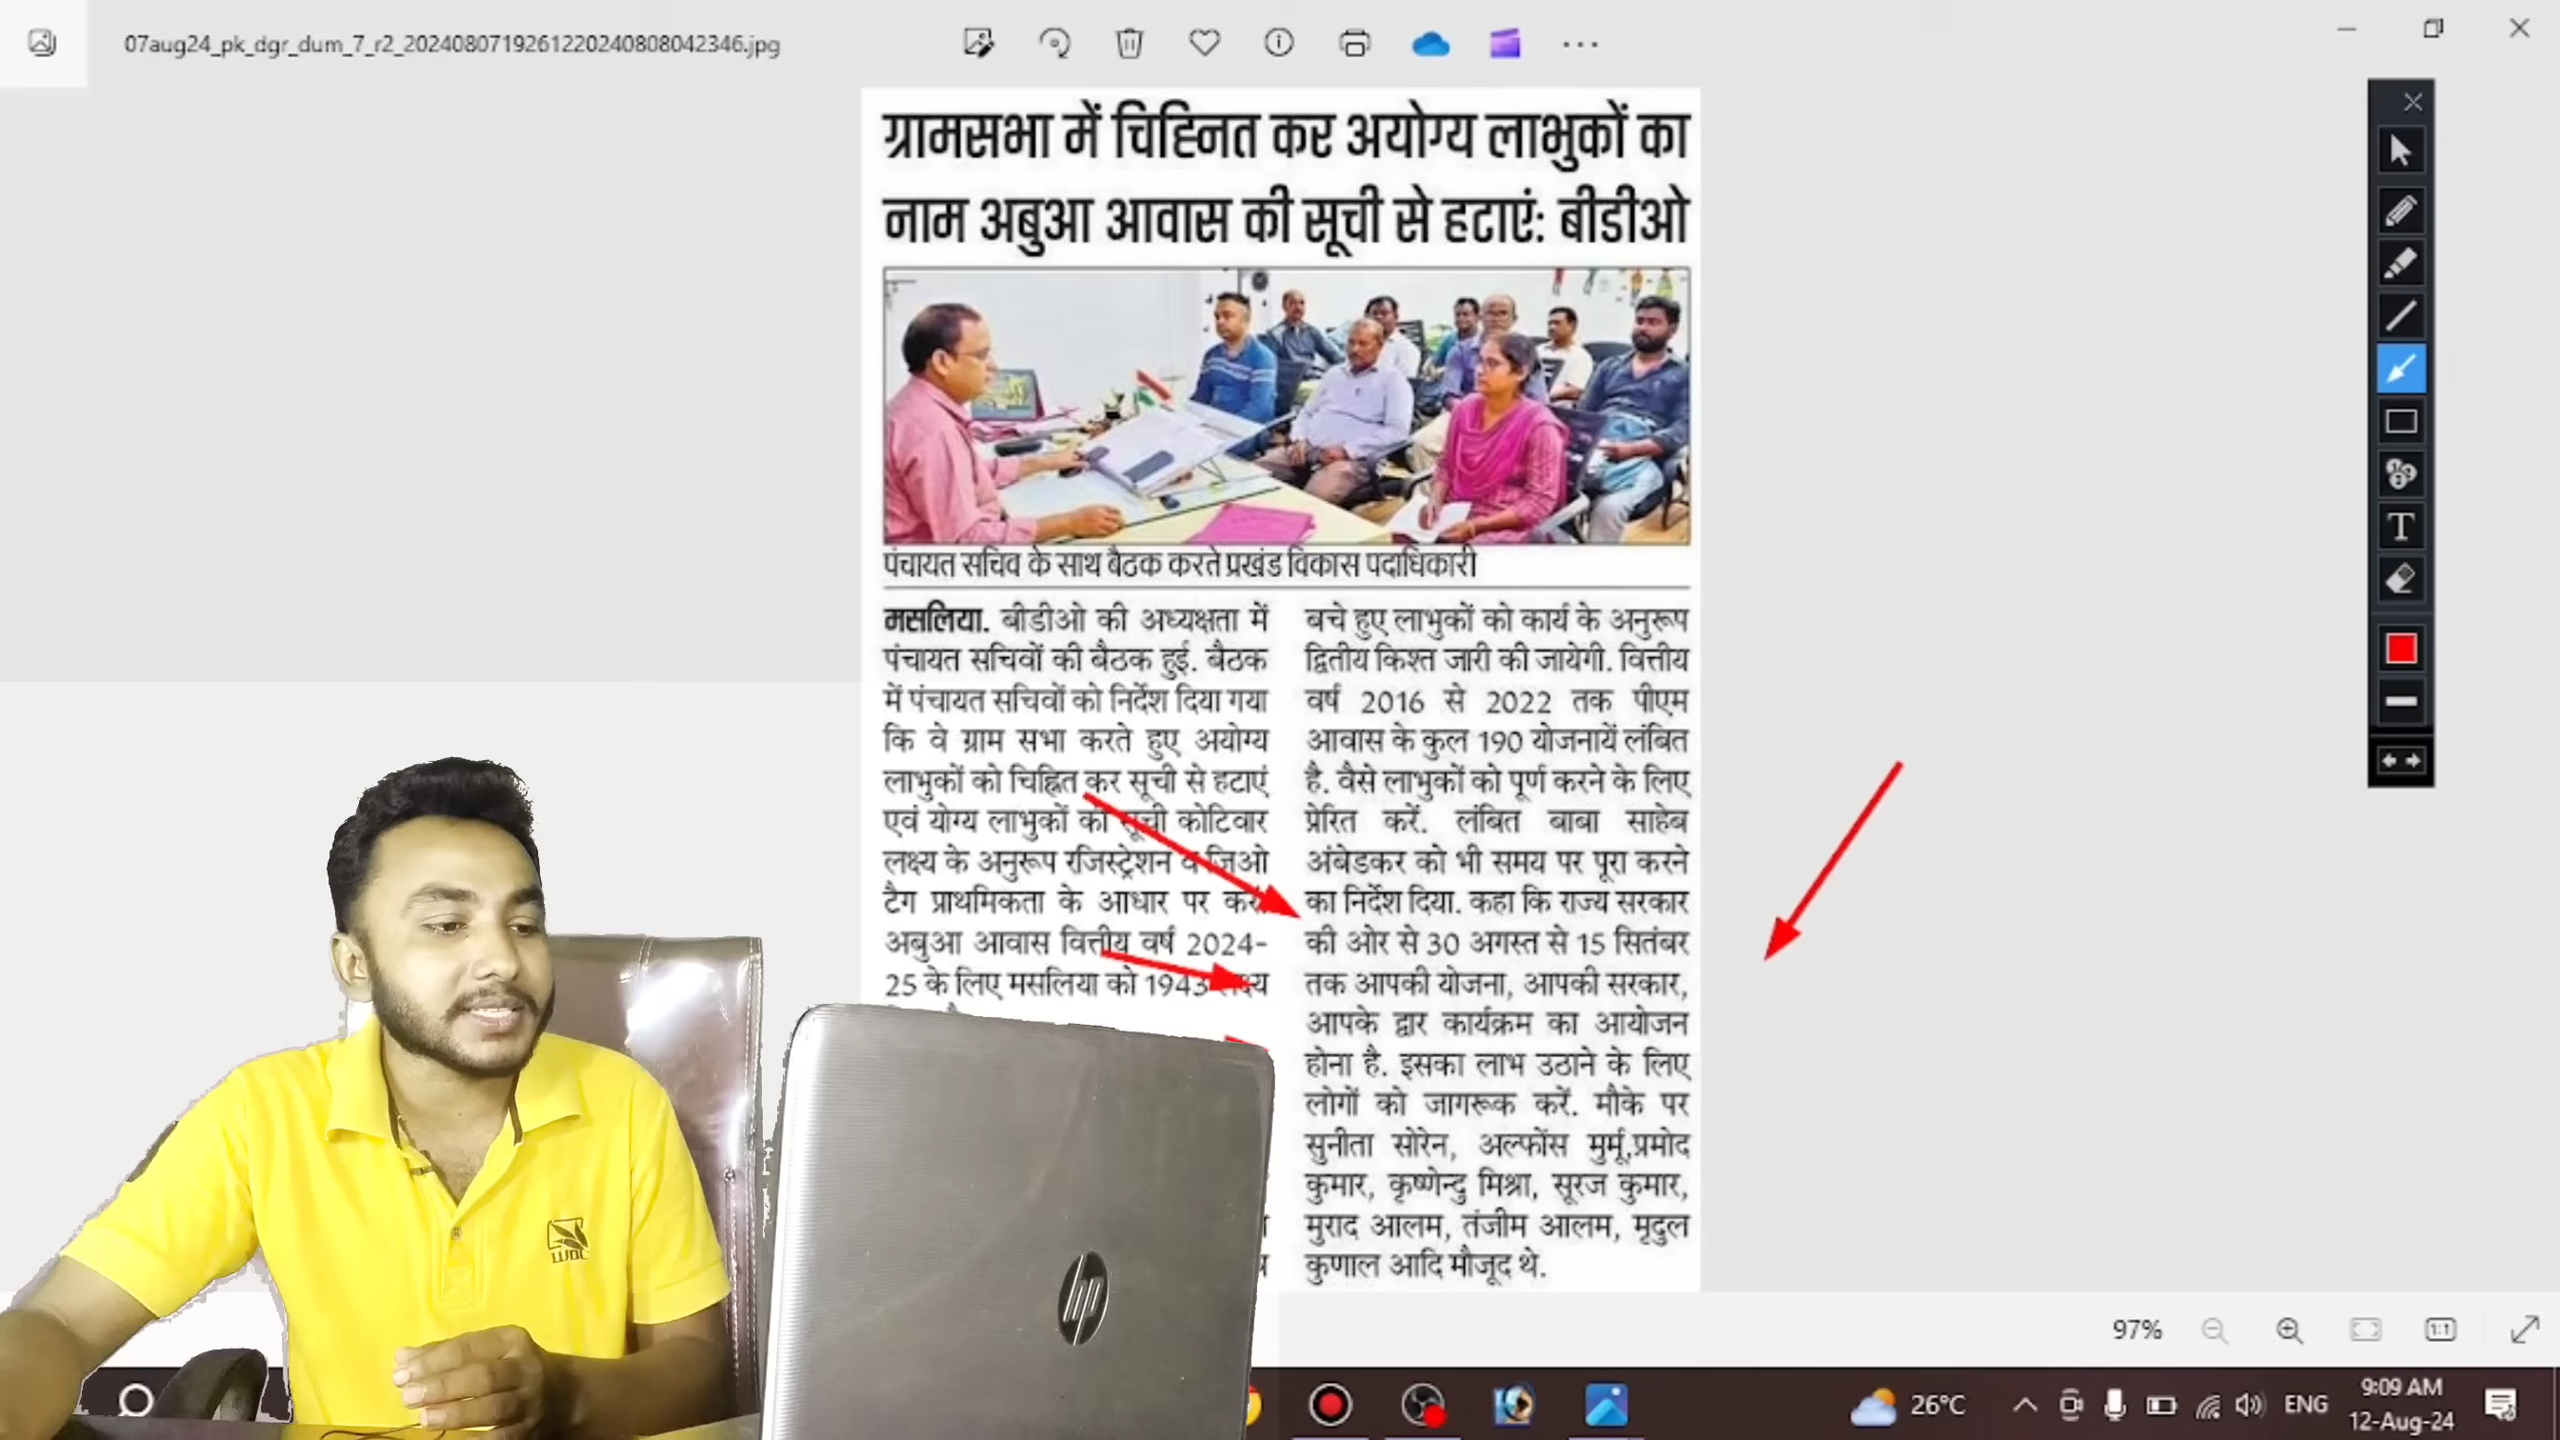 07aug24_pk_dgr_dum_7_r2_2024080719261220240808042346.jpg
ग्रामसभा में चिह्नित कर अयोग्य लाभुकों का
नाम अबुआ आवास की सूची से हटाएं: बीडीओ
पंचायत सचिव के साथ बैठक करते प्रखंड विकास पदाधिकारी
मसलिया. बीडीओ की अध्यक्षता में
पंचायत सचिवों की बैठक हुई. बैठक
में पंचायत सचिवों को निर्देश दिया गया
कि वे ग्राम सभा करते हुए अयोग्य
लाभुकों को चिह्नित कर सूची से हटाएं
एवं योग्य लाभुकों की सूची कोटिवार
लक्ष्य के अनुरूप रजिस्ट्रेशन व जिओ
टैग प्राथमिकता के आधार पर करें.
अबुआ आवास वित्तीय वर्ष 2024-
25 के लिए मसलिया को 1943 लक्ष्य
बचे हुए लाभुकों को कार्य के अनुरूप
द्वितीय किश्त जारी की जायेगी. वित्तीय
वर्ष 2016 से 2022 तक पीएम
आवास के कुल 190 योजनायें लंबित
है. वैसे लाभुकों को पूर्ण करने के लिए
प्रेरित करें. लंबित बाबा साहेब
अंबेडकर को भी समय पर पूरा करने
का निर्देश दिया. कहा कि राज्य सरकार
की ओर से 30 अगस्त से 15 सितंबर
तक आपकी योजना, आपकी सरकार,
आपके द्वार कार्यक्रम का आयोजन
होना है. इसका लाभ उठाने के लिए
लोगों को जागरूक करें. मौके पर
सुनीता सोरेन, अल्फोंस मुर्मू,प्रमोद
कुमार, कृष्णेन्दु मिश्रा, सूरज कुमार,
मुराद आलम, तंजीम आलम, मृदुल
कुणाल आदि मौजूद थे.
hp
97%
26°C
ENG
9:09 AM
12-Aug-24